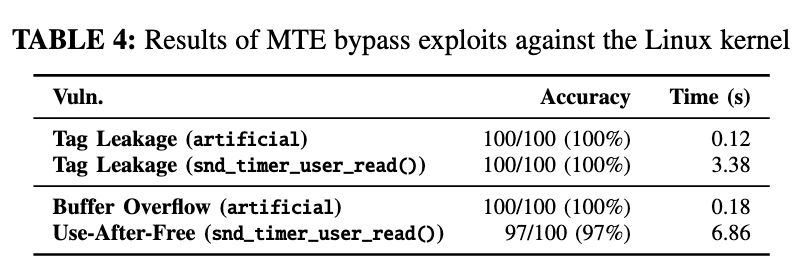 TABLE 4: Results of MTE bypass exploits against the Linux kernel
Vuln. Accuracy Time (s)
Tag Leakage (artificial) 100/100 (100%) 0.12
Tag Leakage (snd_timer_user_read()) 100/100 (100%) 3.38
Buffer Overflow (artificial) 100/100 (100%) 0.18
Use-After-Free (snd_timer_user_read()) 97/100 (97%) 6.86